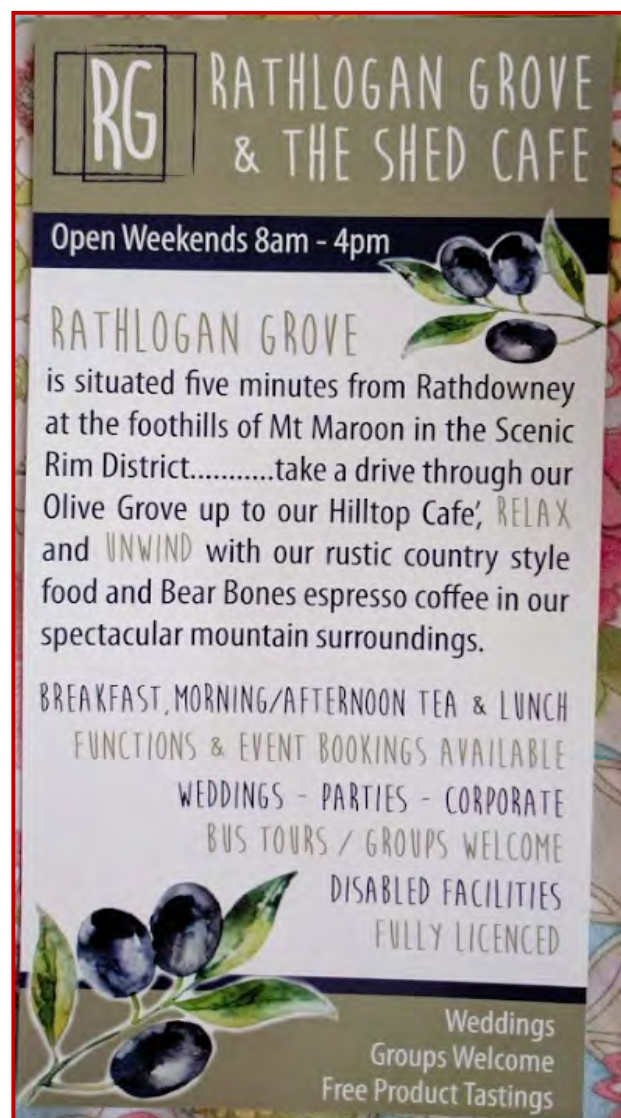 RG
RATHLOGAN GROVE
& THE SHED CAFE
Open Weekends 8am - 4pm
RATHLOGAN GROVE
is situated five minutes from Rathdowney
at the foothills of Mt Maroon in the Scenic
Rim District...........take a drive through our
Olive Grove up to our Hilltop Cafe', RELAX
and UNWIND with our rustic country style
food and Bear Bones espresso coffee in our
spectacular mountain surroundings.
BREAKFAST, MORNING/AFTERNOON TEA & LUNCH
FUNCTIONS & EVENT BOOKINGS AVAILABLE
WEDDINGS - PARTIES - CORPORATE
BUS TOURS / GROUPS WELCOME
DISABLED FACILITIES
FULLY LICENCED
Weddings
Groups Welcome
Free Product Tastings